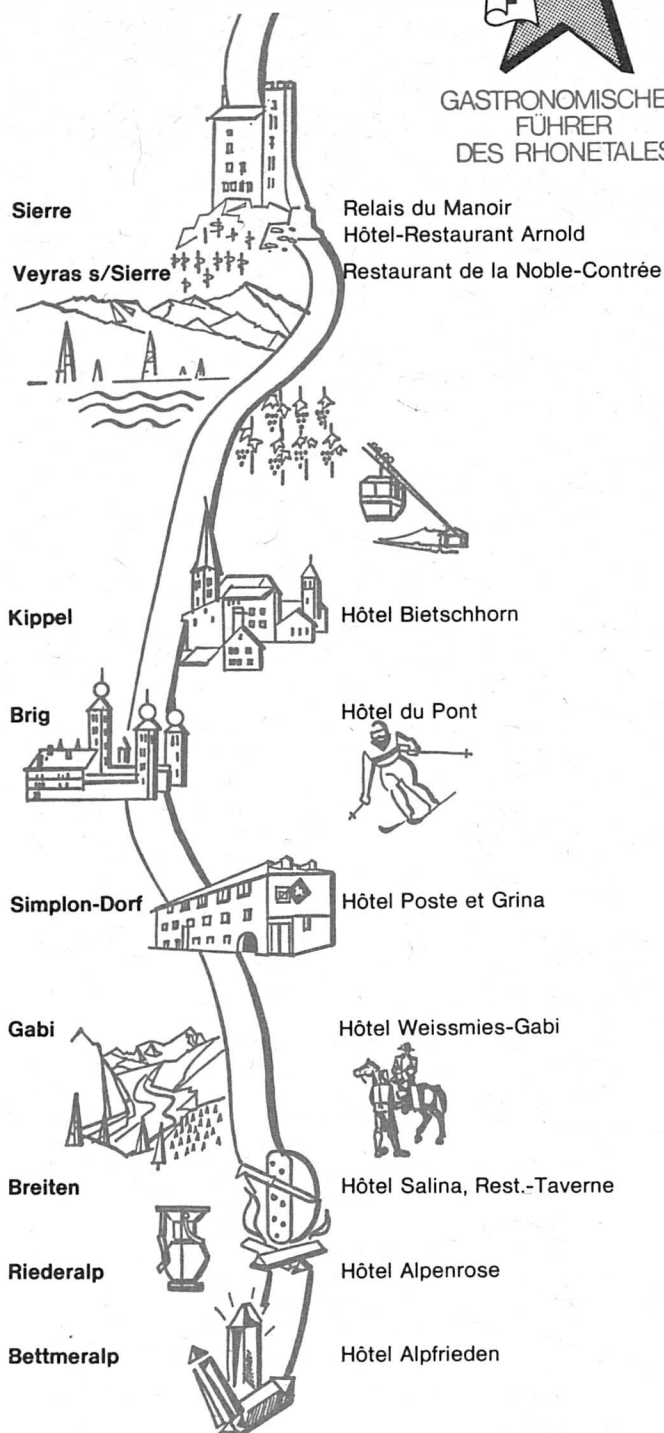 GASTRONOMISCHE
FÜHRER
DES RHONETALES
Sierre Relais du Manoir
Hôtel-Restaurant Arnold
Veyras s/Sierre Restaurant de la Noble-Contrée
Kippel Hôtel Bietschhorn
Brig Hôtel du Pont
Simplon-Dorf Hôtel Poste et Grina
Gabi Hôtel Weissmies-Gabi
Breiten Hôtel Salina, Rest.-Taverne
Riederalp Hôtel Alpenrose
Bettmeralp Hôtel Alpfrieden